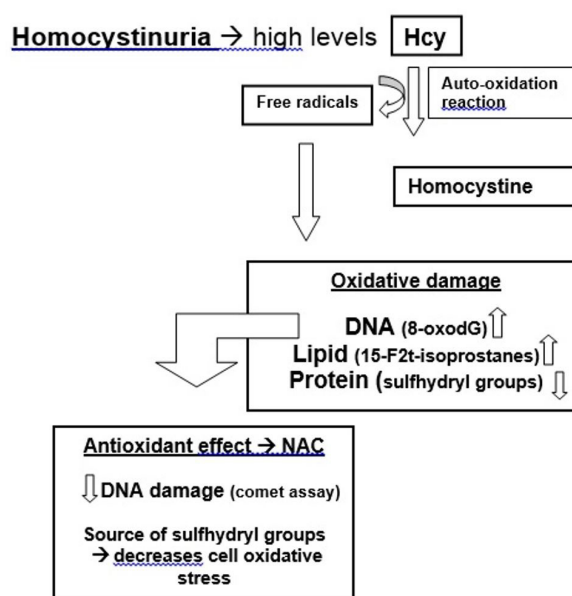 Homocystinuria → high levels Hcy
Auto-oxidation
reaction
Free radicals
Homocystine
Oxidative damage
DNA (8-oxodG)
Lipid (15-F2t-isoprostanes)
Protein (sulfhydryl groups)
Antioxidant effect → NAC
DNA damage (comet assay)
Source of sulfhydryl groups
→ decreases cell oxidative
stress